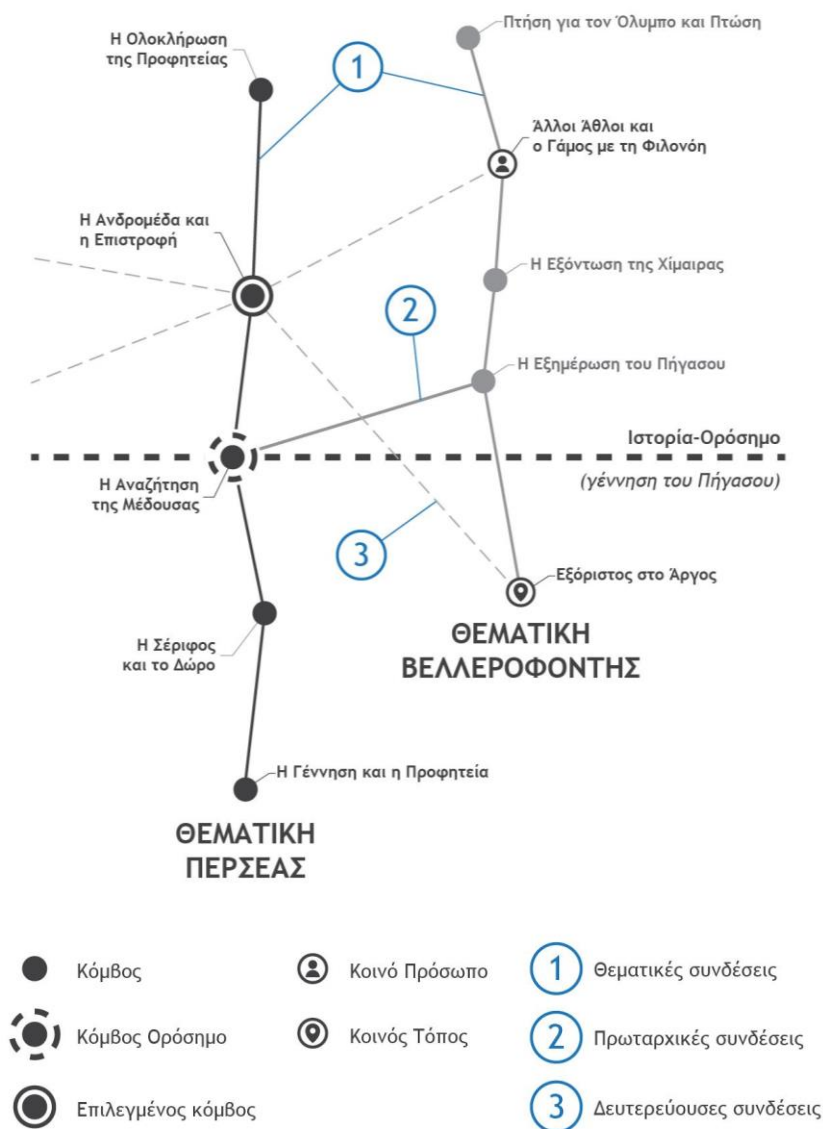 Πτήση για τον Όλυμπο και Πτώση
Η Ολοκλήρωση
της Προφητείας
1
Άλλοι Άθλοι και
ο Γάμος με τη Φιλονόη
Η Ανδρομέδα και
η Επιστροφή
Η Εξόντωση της Χίμαιρας
2
Η Εξημέρωση του Πήγασου
Ιστορία-Ορόσημο
(γέννηση του Πήγασου)
Η Αναζήτηση
της Μέδουσας
3
Εξόριστος στο Άργος
ΘΕΜΑΤΙΚΗ
ΒΕΛΛΕΡΟΦΟΝΤΗΣ
Η Σέριφος
και το Δώρο
Η Γέννηση και η Προφητεία
ΘΕΜΑΤΙΚΗ
ΠΕΡΣΕΑΣ
Κόμβος
Κοινό Πρόσωπο
1 Θεματικές συνδέσεις
Κόμβος Ορόσημο
Κοινός Τόπος
2 Πρωταρχικές συνδέσεις
Επιλεγμένος κόμβος
3 Δευτερεύουσες συνδέσεις